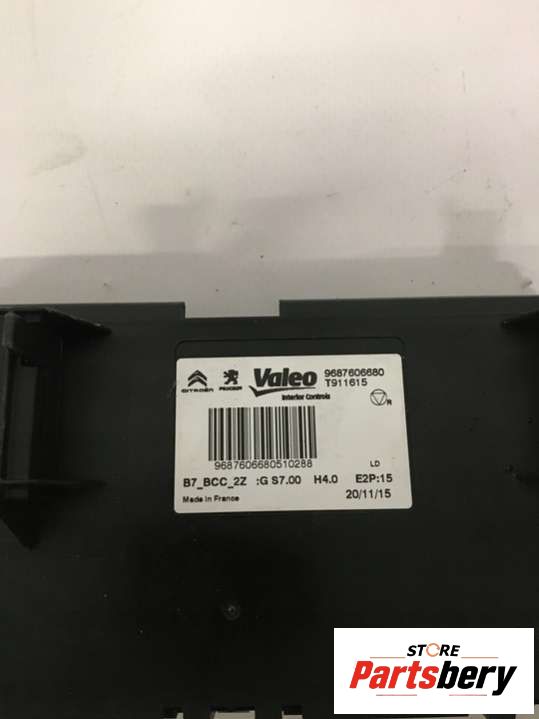 CITROËN PEUGEOT Valeo 9687606680
T911615
Interior Controls
R
9687606680510288
LD
B7_BCC_2Z :G S7.00 H4.0 E2P:15
Made in France 20/11/15
STORE
Partsbery